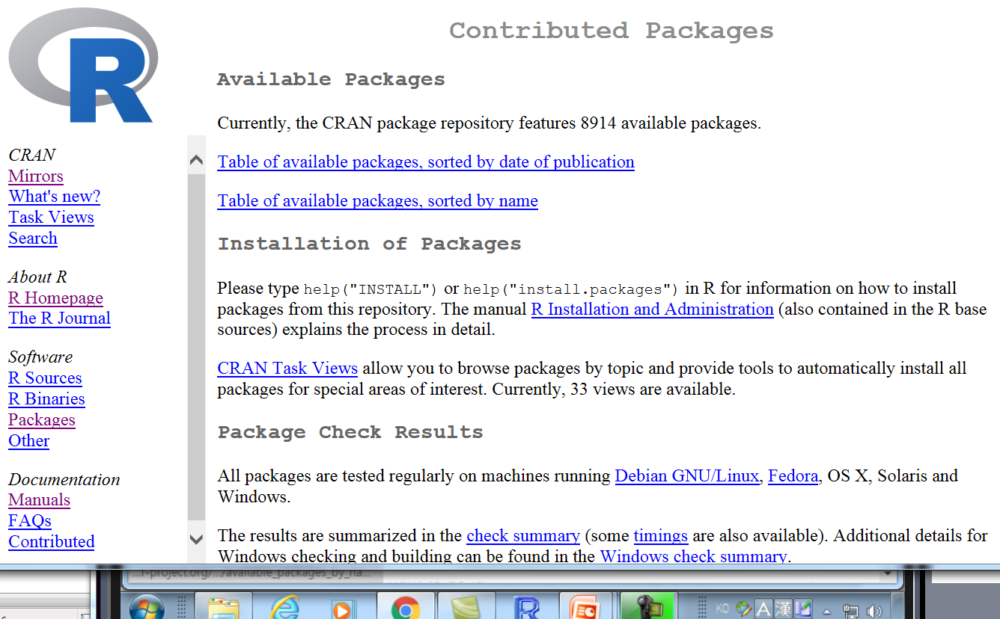 R
CRAN
Mirrors
What's new?
Task Views
Search
About R
R Homepage
The R Journal
Software
R Sources
R Binaries
Packages
Other
Documentation
Manuals
FAQs
Contributed
Contributed Packages
Available Packages
Currently, the CRAN package repository features 8914 available packages.
Table of available packages, sorted by date of publication
Table of available packages, sorted by name
Installation of Packages
Please type help("INSTALL") or help("install.packages") in R for information on how to install
packages from this repository. The manual R Installation and Administration (also contained in the R base
sources) explains the process in detail.
CRAN Task Views allow you to browse packages by topic and provide tools to automatically install all
packages for special areas of interest. Currently, 33 views are available.
Package Check Results
All packages are tested regularly on machines running Debian GNU/Linux, Fedora, OS X, Solaris and
Windows.
The results are summarized in the check summary (some timings are also available). Additional details for
Windows checking and building can be found in the Windows check summary.
...r-project.org/.../available_packages_by_na...
R
KO
A
漢